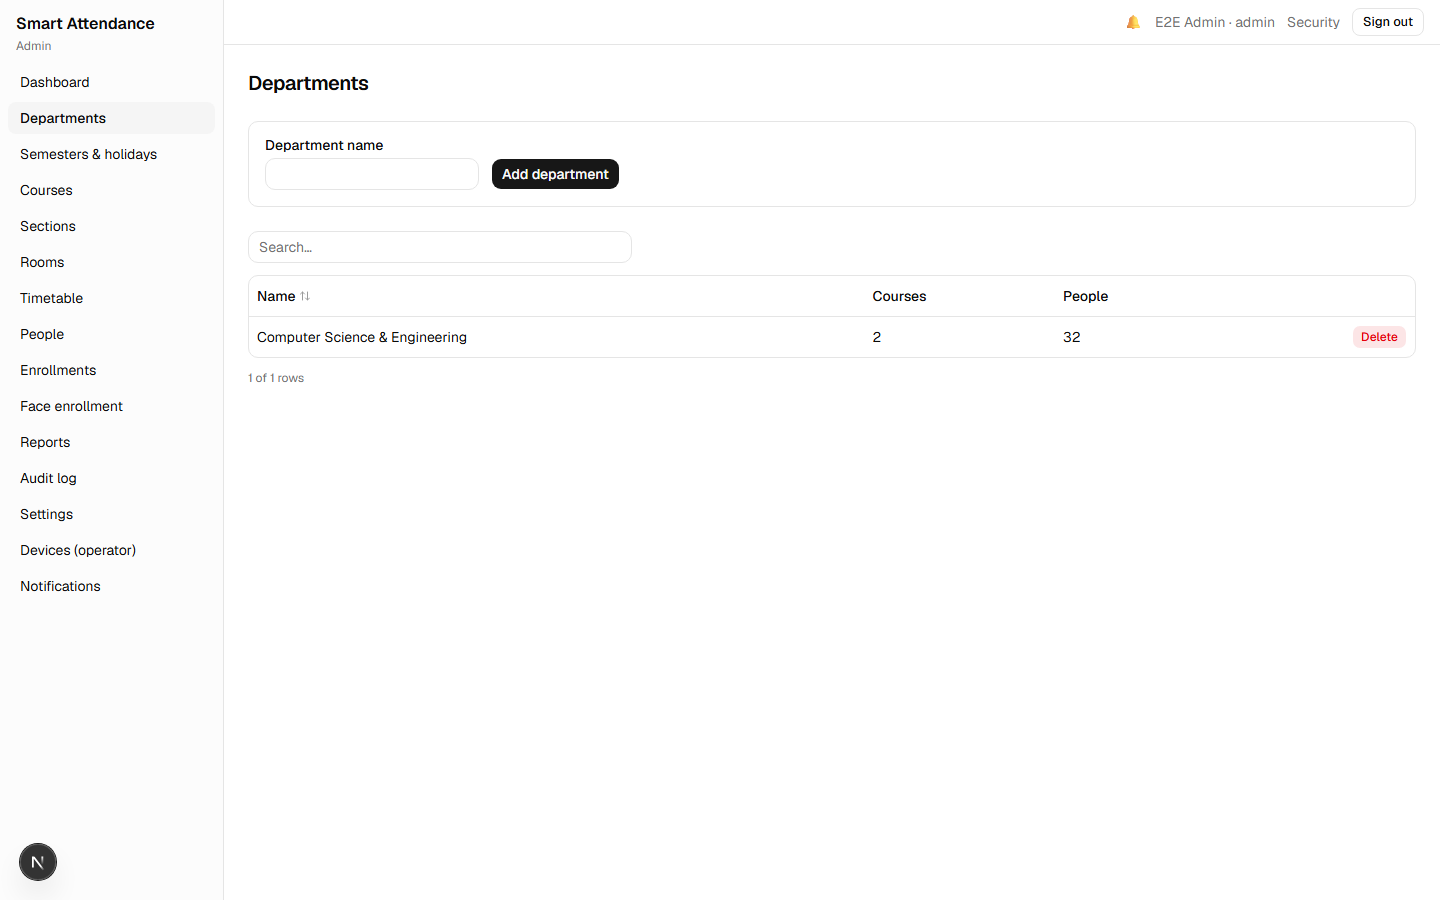 Smart Attendance
Admin
Dashboard
Departments
Semesters & holidays
Courses
Sections
Rooms
Timetable
People
Enrollments
Face enrollment
Reports
Audit log
Settings
Devices (operator)
Notifications
N
E2E Admin · admin Security Sign out
Departments
Department name
Add department
Search...
Name Courses People
Computer Science & Engineering 2 32 Delete
1 of 1 rows